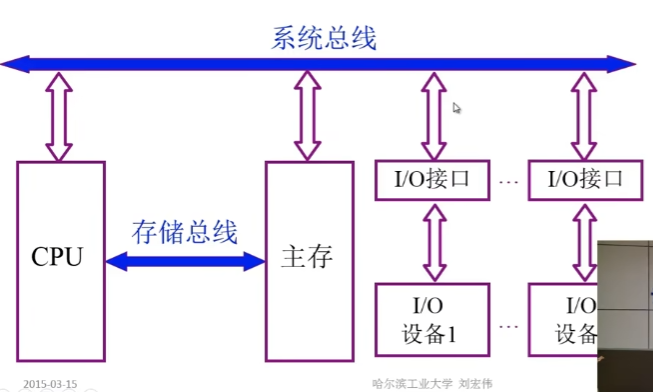 系统总线
I/O接口
…
I/O接口
存储总线
CPU
主存
I/O
设备1
…
I/O
设备
2015-03-15
哈尔滨工业大学 刘宏伟